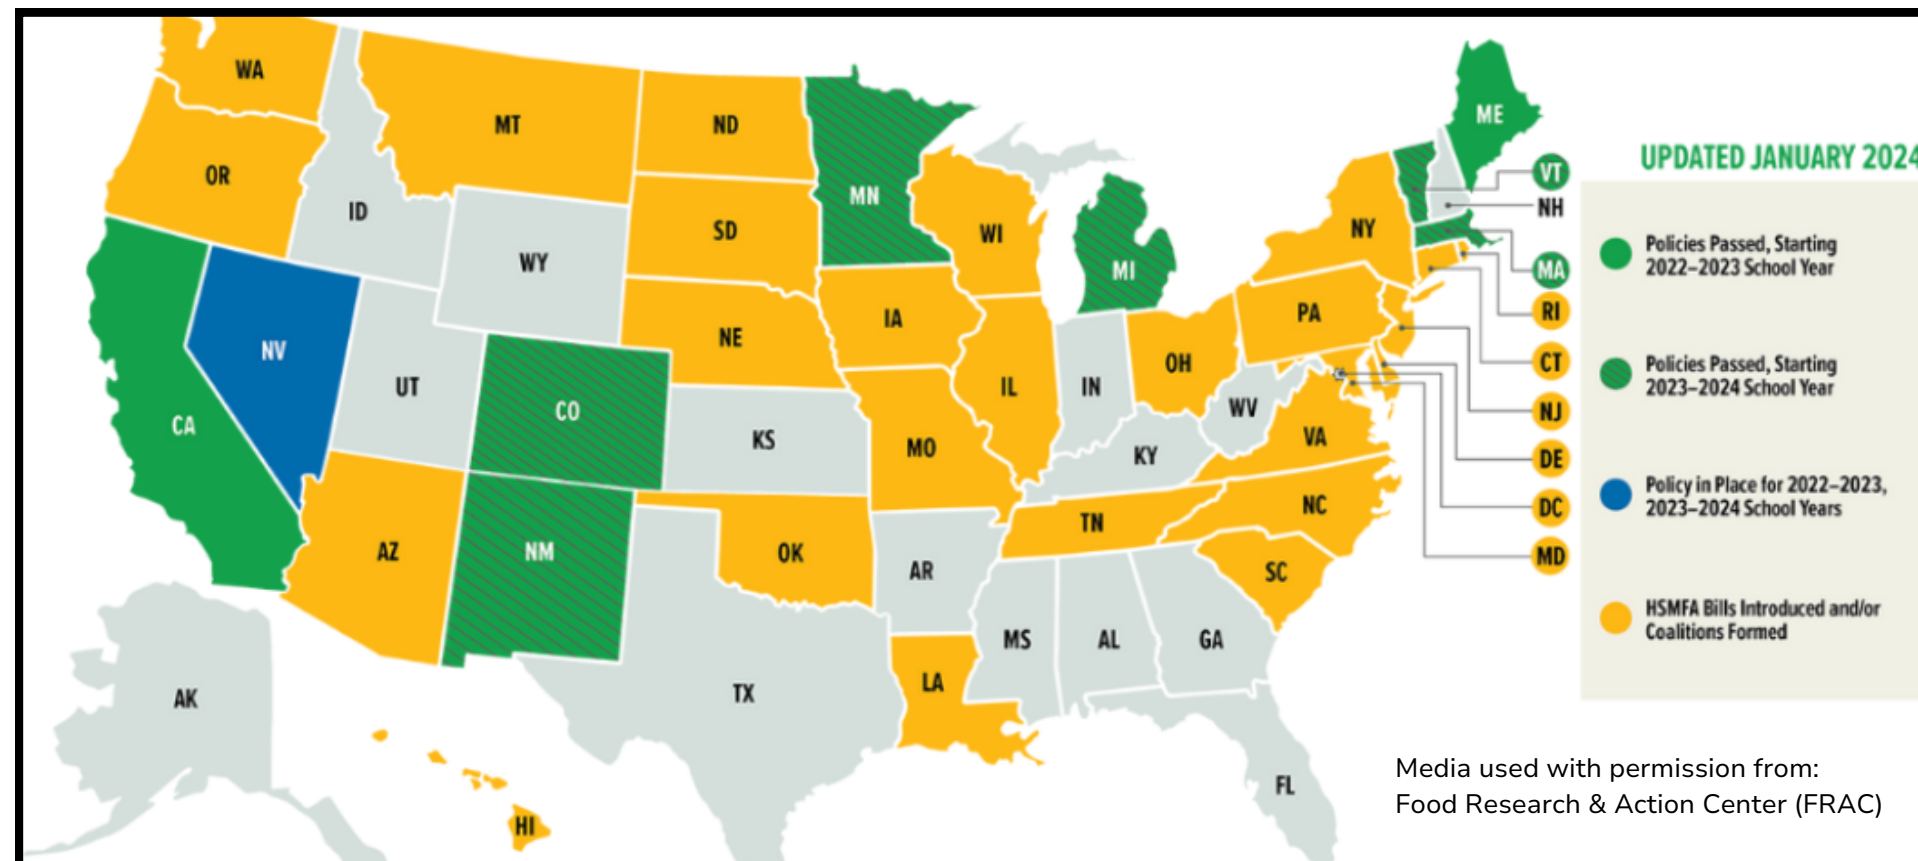 WA
MT
ND
MN
ME
OR
ID
WY
SD
WI
MI
NY
VT
NH
MA
RI
CT
NJ
DE
DC
MD
CA
NV
UT
CO
NE
IA
IL
IN
OH
PA
WV
VA
KS
MO
KY
NC
TN
SC
AZ
NM
OK
AR
MS
AL
GA
TX
LA
FL
AK
HI
UPDATED JANUARY 2024
Policies Passed, Starting
2022–2023 School Year
Policies Passed, Starting
2023–2024 School Year
Policy in Place for 2022–2023,
2023–2024 School Years
HSMFA Bills Introduced and/or
Coalitions Formed
Media used with permission from:
Food Research & Action Center (FRAC)